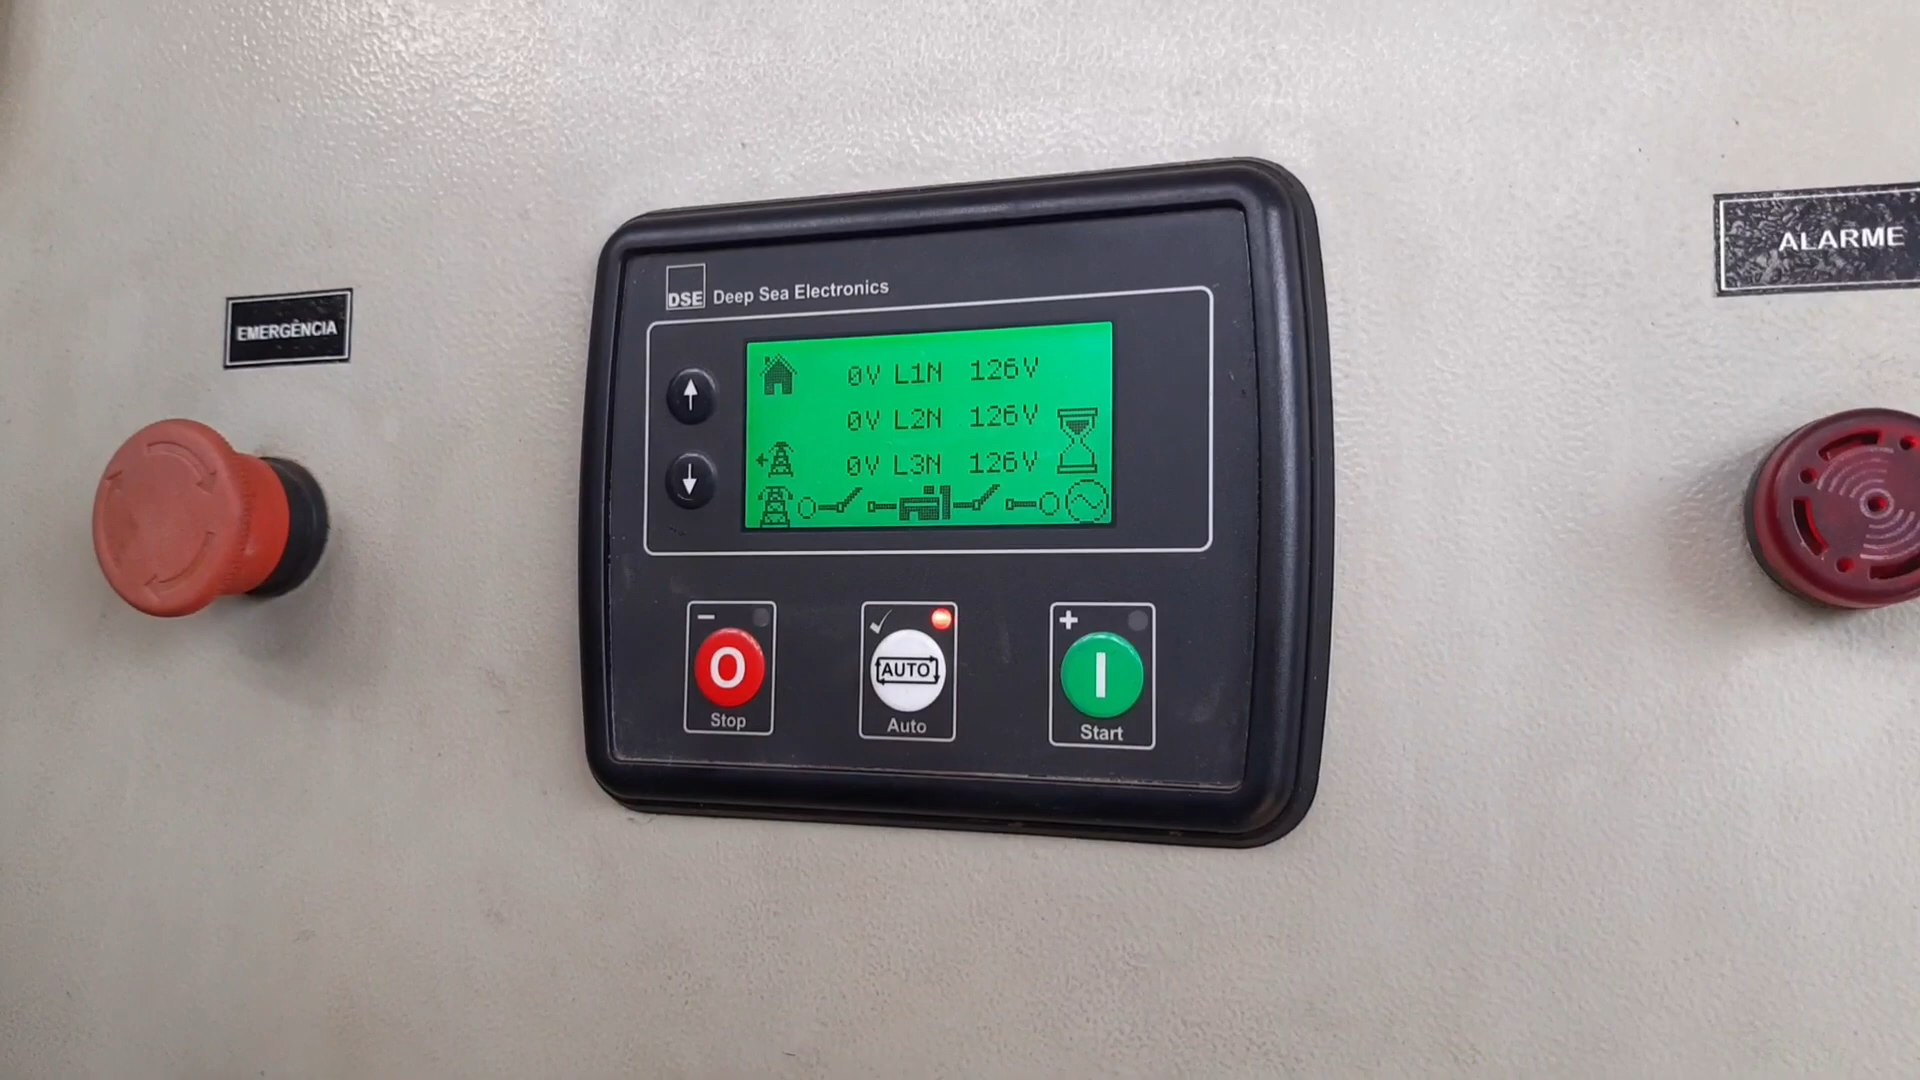 EMERGÊNCIA
ALARME
DSE Deep Sea Electronics
0V L1N 126V
0V L2N 126V
0V L3N 126V
O
Stop
AUTO
Auto
I
Start